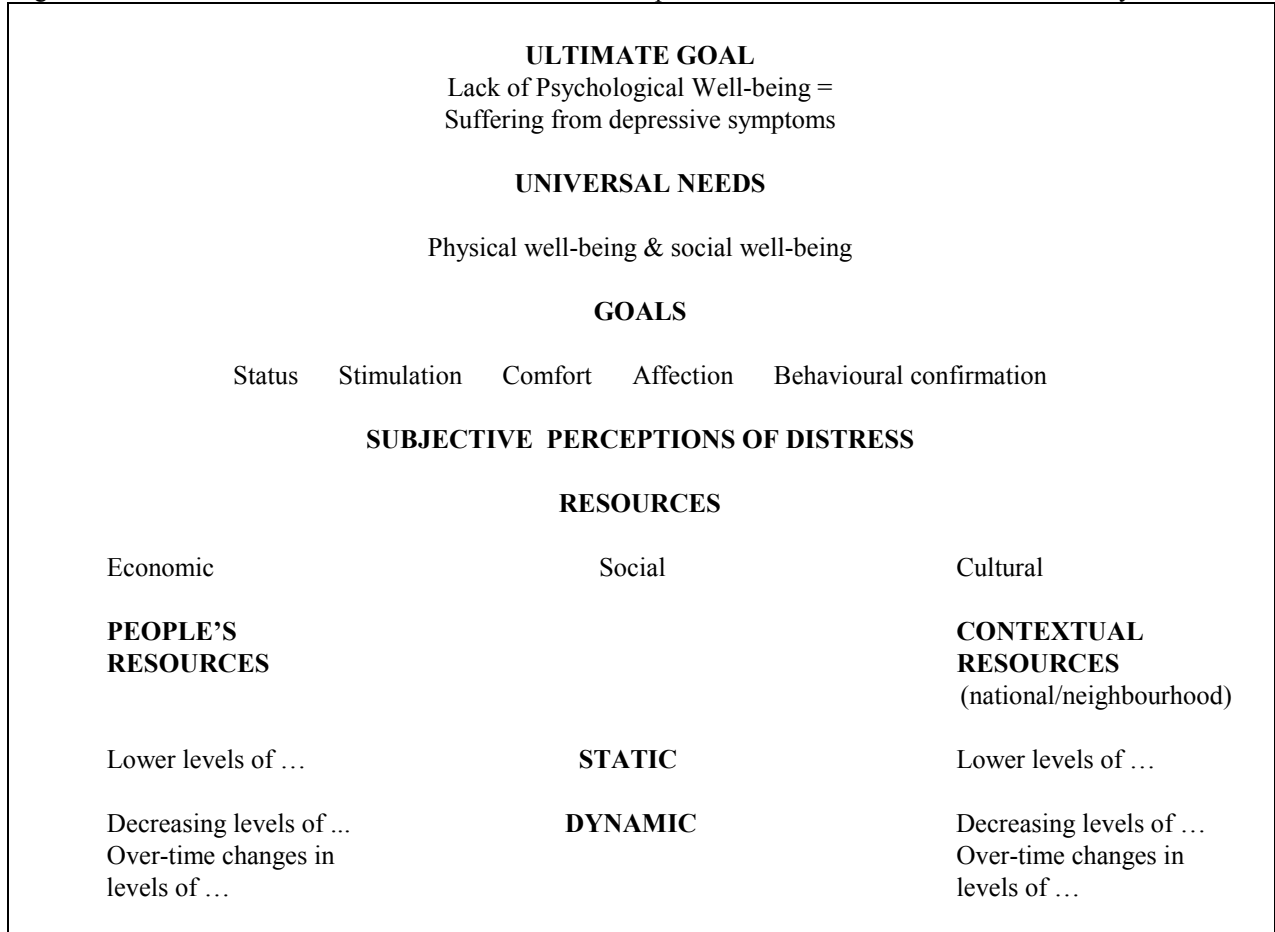 ULTIMATE GOAL
Lack of Psychological Well-being =
Suffering from depressive symptoms
UNIVERSAL NEEDS
Physical well-being & social well-being
GOALS
Status Stimulation Comfort Affection Behavioural confirmation
SUBJECTIVE PERCEPTIONS OF DISTRESS
RESOURCES
Economic Social Cultural
PEOPLE’S CONTEXTUAL
RESOURCES RESOURCES
(national/neighbourhood)
Lower levels of … STATIC Lower levels of …
Decreasing levels of ... DYNAMIC Decreasing levels of …
Over-time changes in Over-time changes in
levels of … levels of …